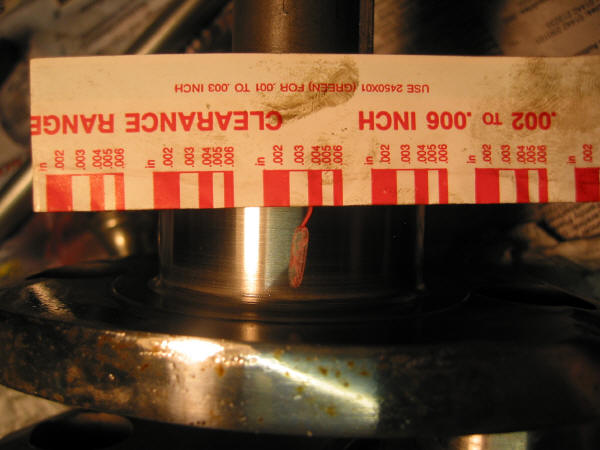 USE 2450X01 (GREEN) FOR .001 TO .003 INCH
.002 TO .006 INCH CLEARANCE RANGE
in .002 .003 .004 .005 .006 in .002 .003 .004 .005 .006 in .002 .003 .004 .005 .006 in .002 .003 .004 .005 .006 in .002 .003 .004 .005 .006 in .002